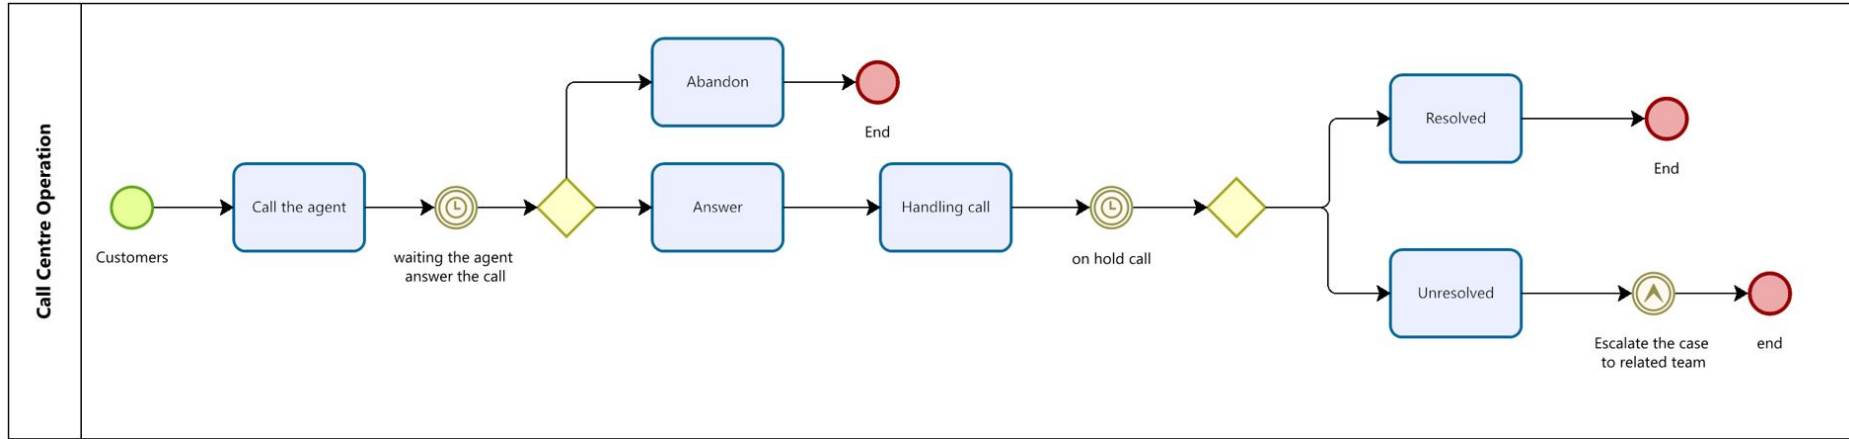 Call Centre Operation
Customers
Call the agent
waiting the agent
answer the call
Abandon
End
Answer
Handling call
on hold call
Resolved
End
Unresolved
Escalate the case
to related team
end